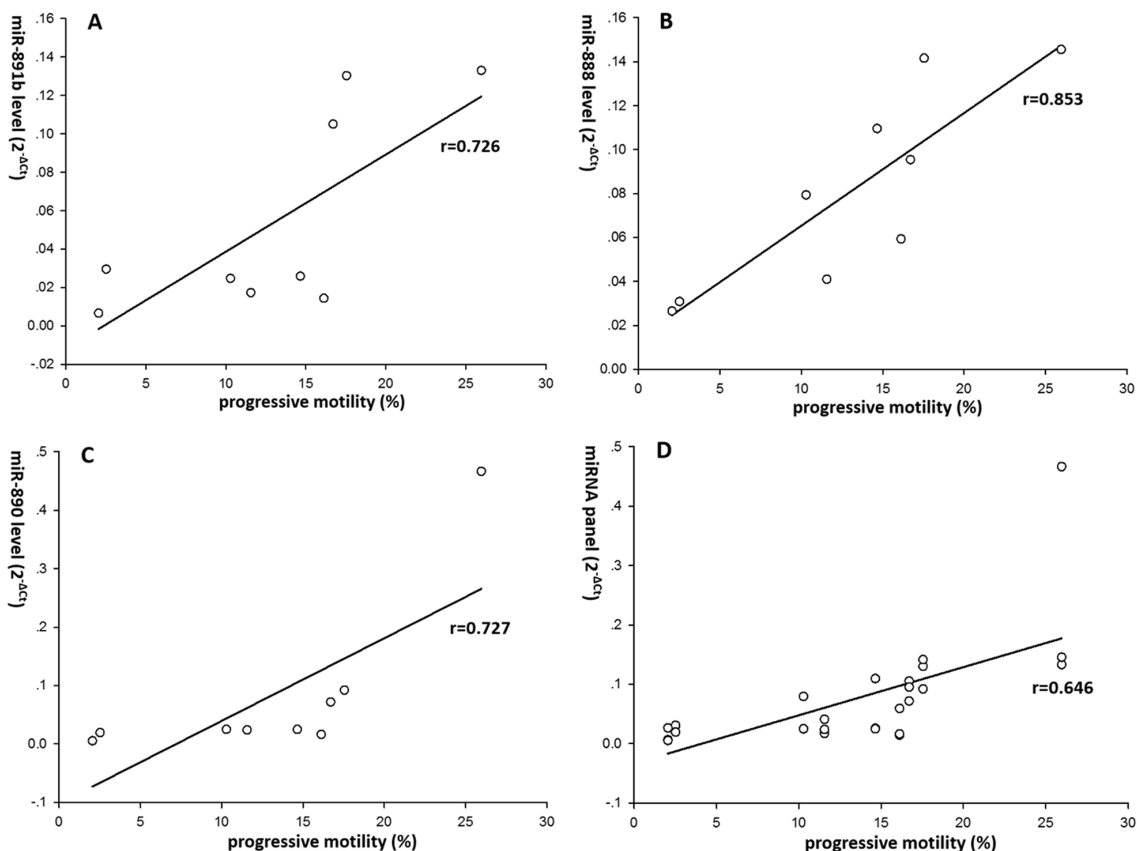 A
miR-891b level (2-ΔCt)
.16
.14
.12
.10
.08
.06
.04
.02
0.00
-.02
r=0.726
0 5 10 15 20 25 30
progressive motility (%)
B
miR-888 level (2-ΔCt)
.16
.14
.12
.10
.08
.06
.04
.02
0.00
r=0.853
0 5 10 15 20 25 30
progressive motility (%)
C
miR-890 level (2-ΔCt)
.5
.4
.3
.2
.1
0.0
-.1
r=0.727
0 5 10 15 20 25 30
progressive motility (%)
D
miRNA panel (2-ΔCt)
.5
.4
.3
.2
.1
0.0
-.1
r=0.646
0 5 10 15 20 25 30
progressive motility (%)